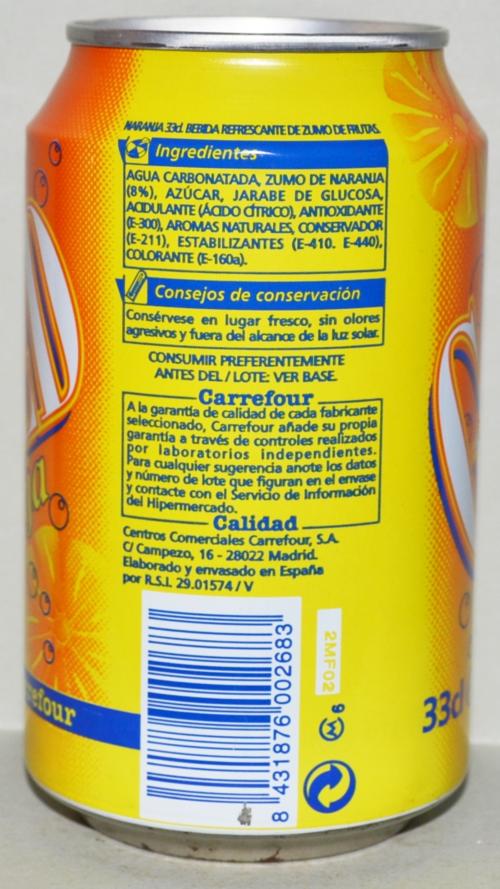 NARANJA 33cl. BEBIDA REFRESCANTE DE ZUMO DE FRUTAS.
Ingredientes
AGUA CARBONATADA, ZUMO DE NARANJA
(8%), AZÚCAR, JARABE DE GLUCOSA,
ACIDULANTE (ÁCIDO CÍTRICO), ANTIOXIDANTE
(E-300), AROMAS NATURALES, CONSERVADOR
(E-211), ESTABILIZANTES (E-410. E-440),
COLORANTE (E-160a).
Consejos de conservación
Consérvese en lugar fresco, sin olores
agresivos y fuera del alcance de la luz solar.
CONSUMIR PREFERENTEMENTE
ANTES DEL / LOTE: VER BASE.
Carrefour
A la garantía de calidad de cada fabricante
seleccionado, Carrefour añade su propia
garantía a través de controles realizados
por laboratorios independientes.
Para cualquier sugerencia anote los datos
y número de lote que figuran en el envase
y contacte con el Servicio de Información
del Hipermercado.
Calidad
Centros Comerciales Carrefour, S.A.
C/ Campezo, 16 - 28022 Madrid.
Elaborado y envasado en España
por R.S.I. 29.01574 / V
8 431876 002683
2MF02
9 W
efour
33cl